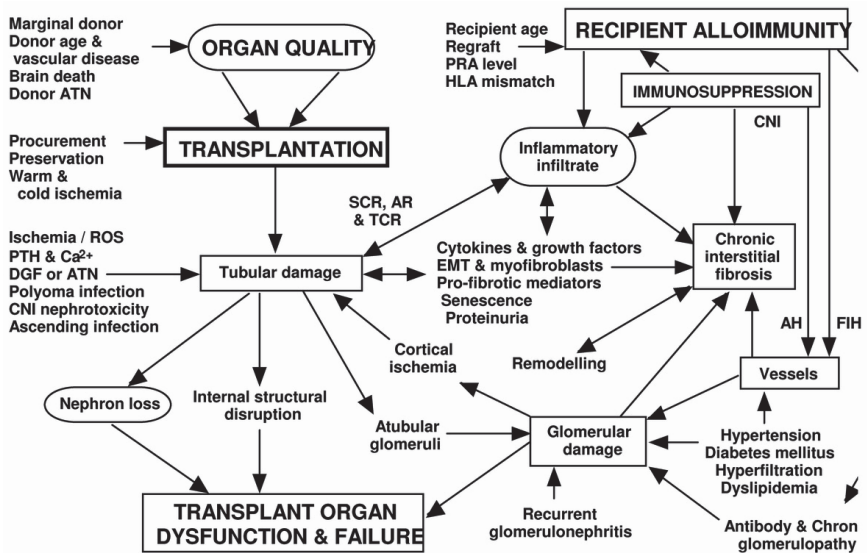 Marginal donor
Donor age &
vascular disease
Brain death
Donor ATN
ORGAN QUALITY
Recipient age
Regraft
PRA level
HLA mismatch
RECIPIENT ALLOIMMUNITY
IMMUNOSUPPRESSION
CNI
Procurement
Preservation
Warm &
cold ischemia
TRANSPLANTATION
Inflammatory
infiltrate
SCR, AR
& TCR
Ischemia / ROS
PTH & Ca2+
DGF or ATN
Polyoma infection
CNI nephrotoxicity
Ascending infection
Tubular damage
Cytokines & growth factors
EMT & myofibroblasts
Pro-fibrotic mediators
Senescence
Proteinuria
Chronic
interstitial
fibrosis
AH
FIH
Cortical
ischemia
Remodelling
Vessels
Nephron loss
Internal structural
disruption
Atubular
glomeruli
Glomerular
damage
Hypertension
Diabetes mellitus
Hyperfiltration
Dyslipidemia
TRANSPLANT ORGAN
DYSFUNCTION & FAILURE
Recurrent
glomerulonephritis
Antibody & Chron
glomerulopathy